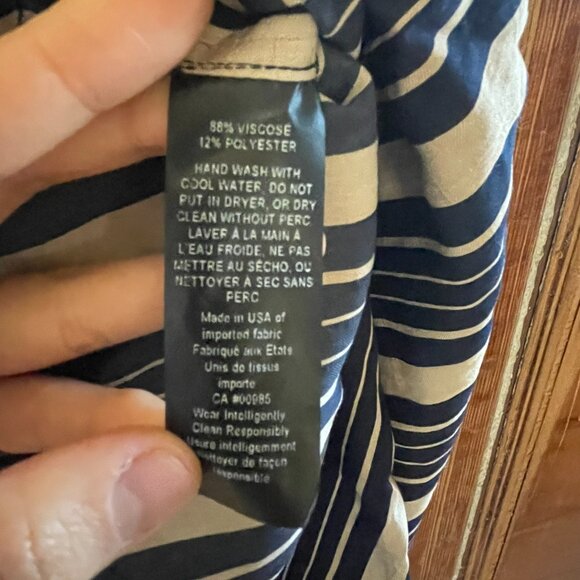 88% VISCOSE
12% POLYESTER
HAND WASH WITH
COOL WATER, DO NOT
PUT IN DRYER, OR DRY
CLEAN WITHOUT PERC
LAVER À LA MAIN À
L'EAU FROIDE, NE PAS
METTRE AU SÉCHO, OU
NETTOYER À SEC SANS
PERC
Made in USA of
imported fabric
Fabriqué aux Etats
Unis de tissus
importe
CA #00985
Wear Intelligently
Clean Responsibly
Usure intelligemment
ettoyer de façon
responsible